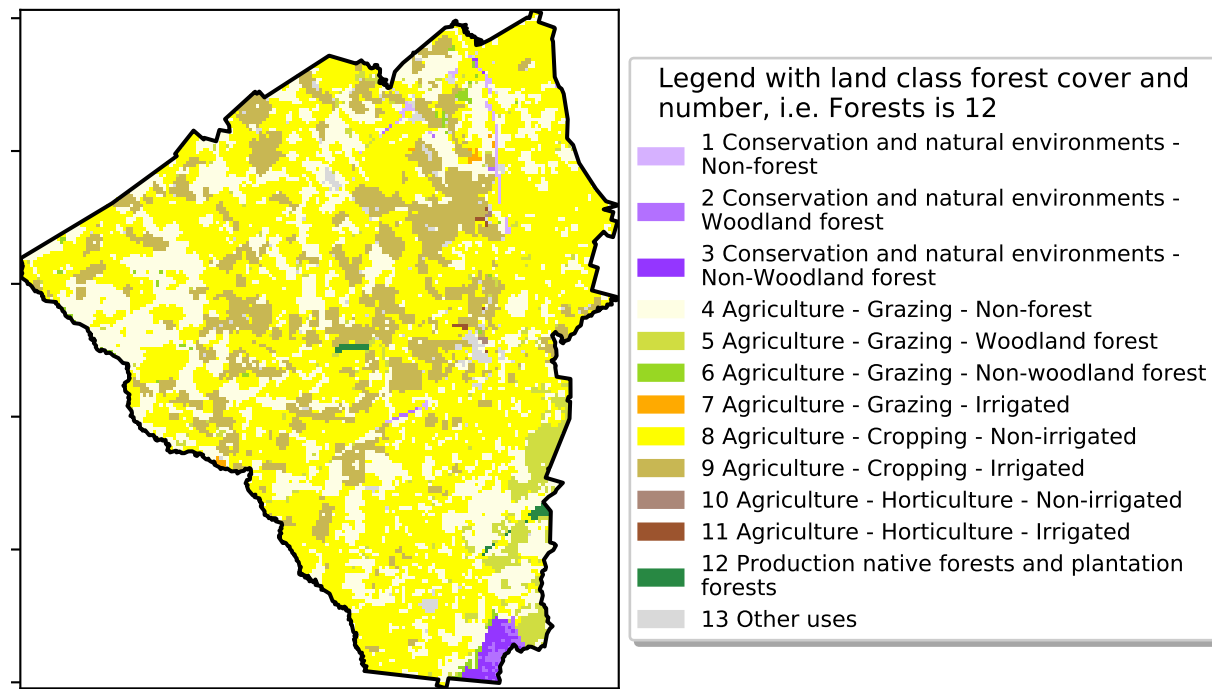 Legend with land class forest cover and
number, i.e. Forests is 12
1 Conservation and natural environments -
Non-forest
2 Conservation and natural environments -
Woodland forest
3 Conservation and natural environments -
Non-Woodland forest
4 Agriculture - Grazing - Non-forest
5 Agriculture - Grazing - Woodland forest
6 Agriculture - Grazing - Non-woodland forest
7 Agriculture - Grazing - Irrigated
8 Agriculture - Cropping - Non-irrigated
9 Agriculture - Cropping - Irrigated
10 Agriculture - Horticulture - Non-irrigated
11 Agriculture - Horticulture - Irrigated
12 Production native forests and plantation
forests
13 Other uses